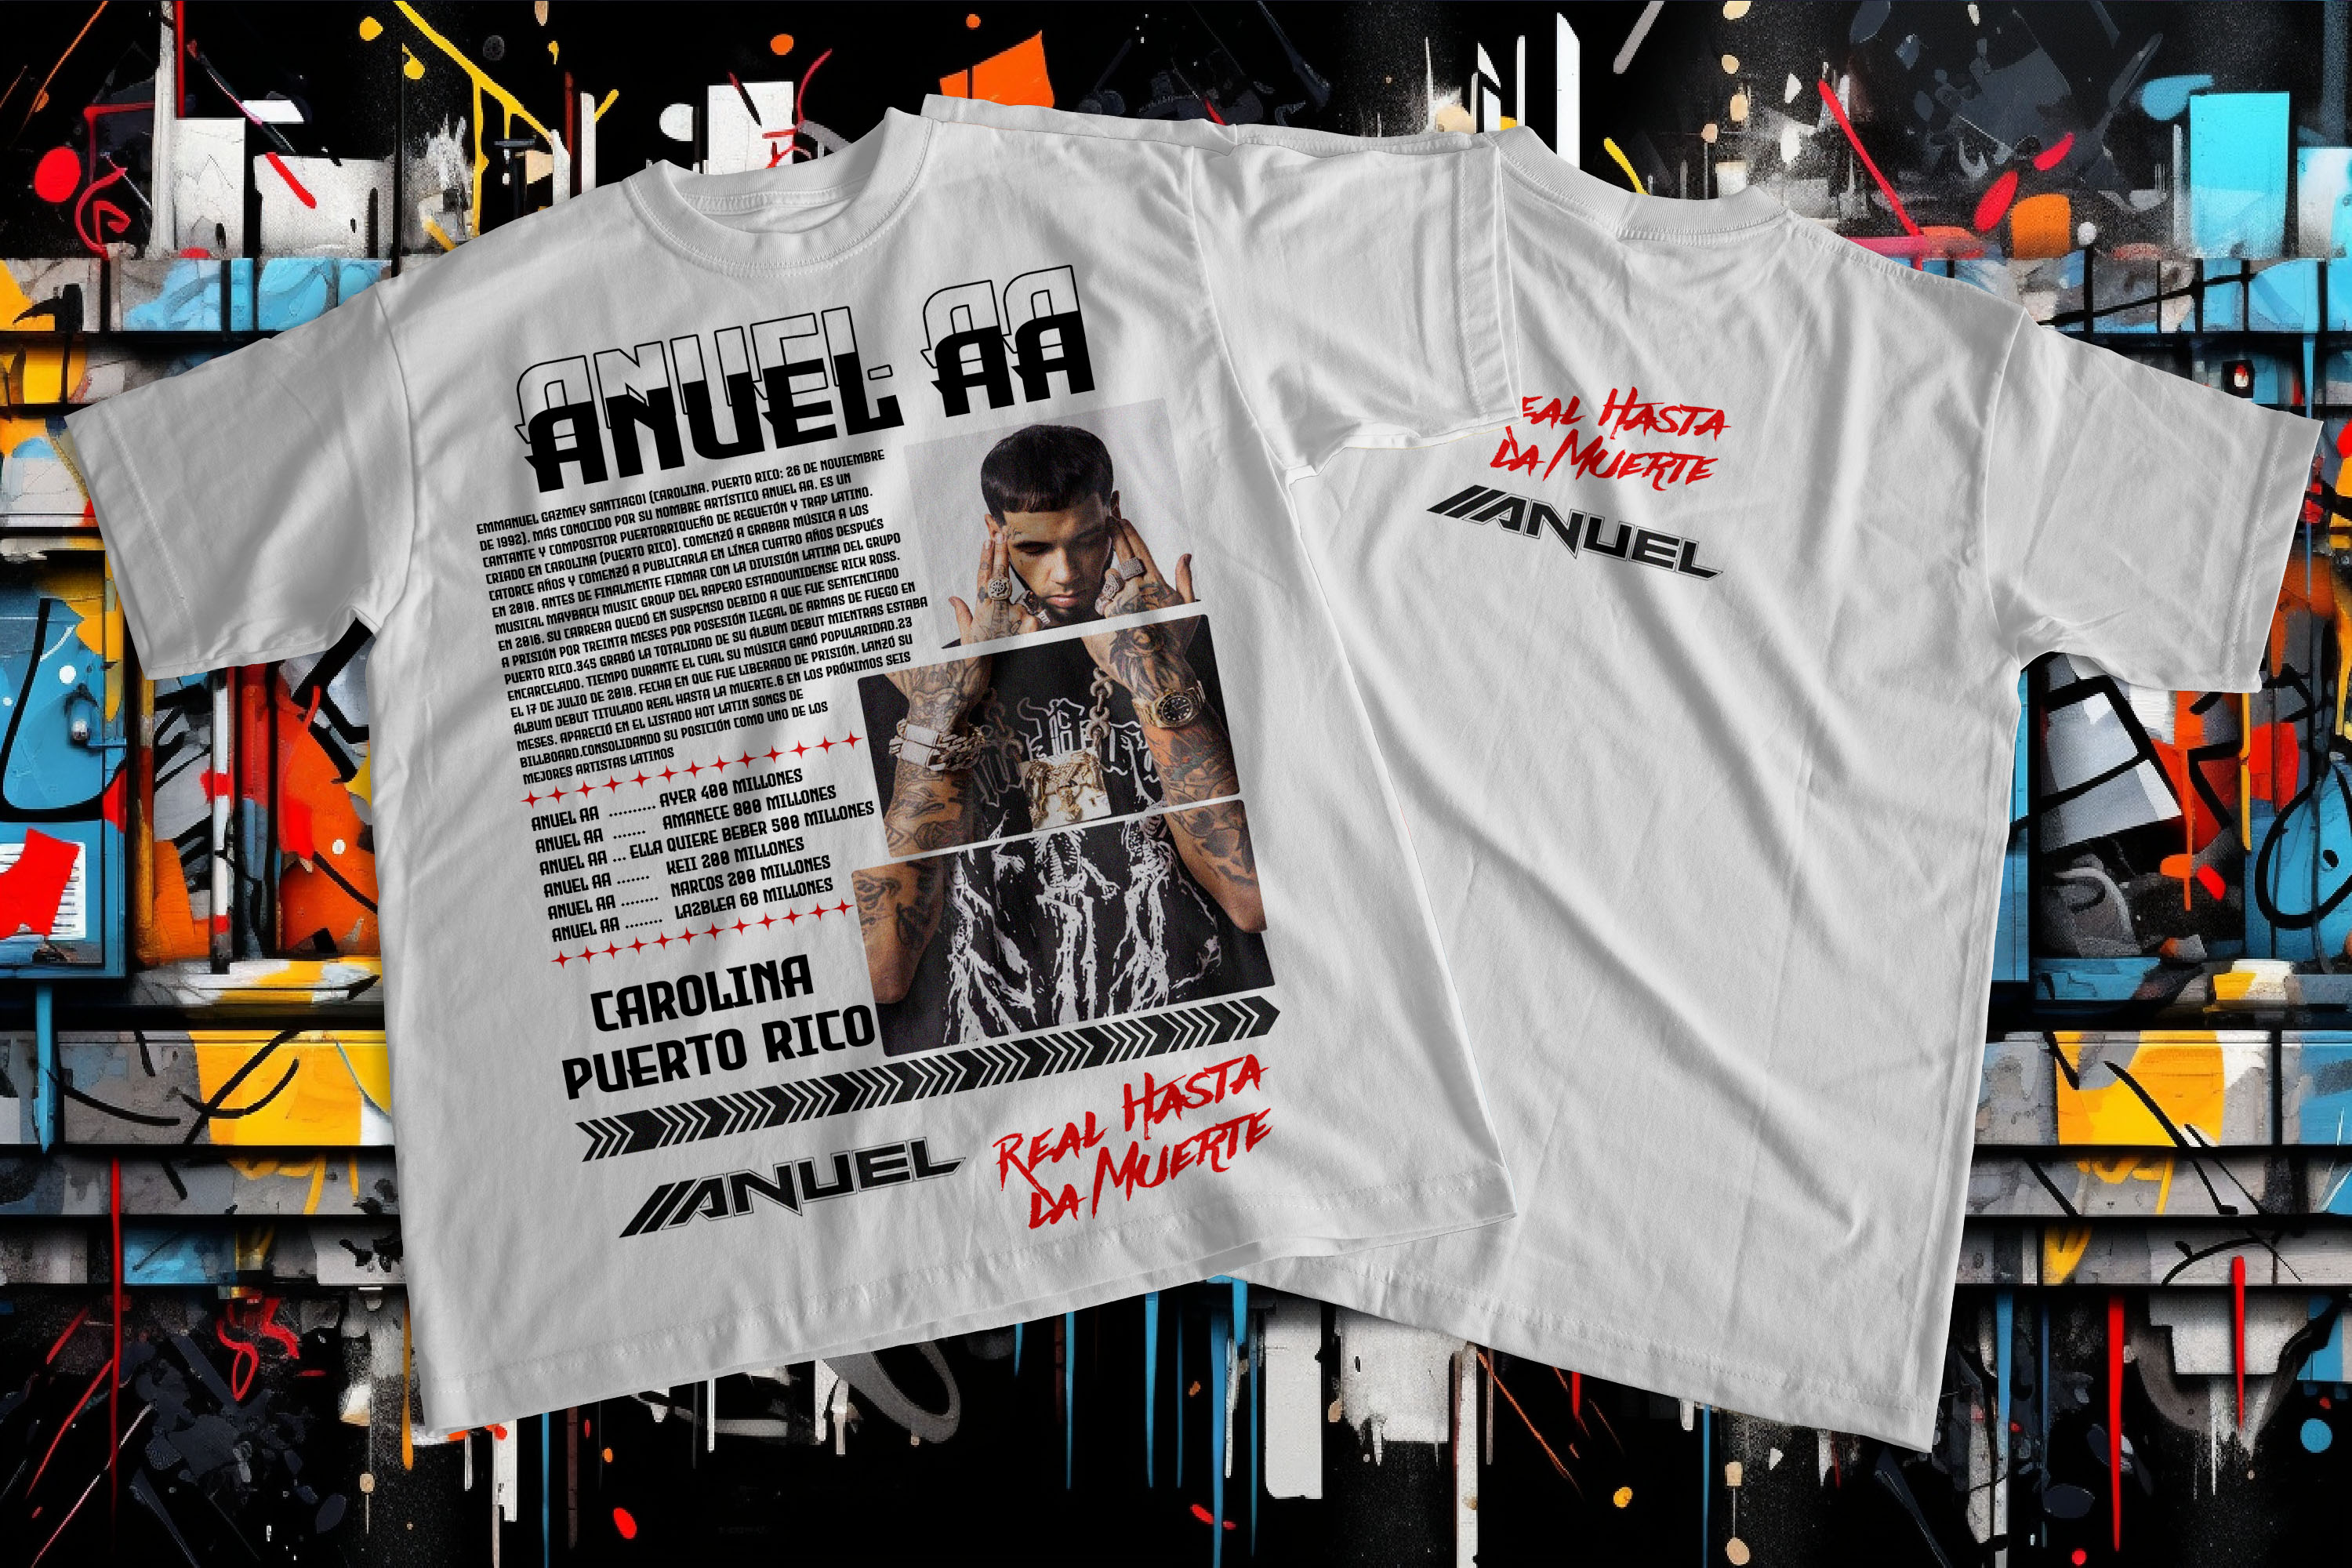 ANUEL AA
ANUEL AA
EMMANUEL GAZMEY SANTIAGO1 (CAROLINA, PUERTO RICO; 26 DE NOVIEMBRE
DE 1992), MÁS CONOCIDO POR SU NOMBRE ARTÍSTICO ANUEL AA, ES UN
CANTANTE Y COMPOSITOR PUERTORRIQUEÑO DE REGUETÓN Y TRAP LATINO.
CRIADO EN CAROLINA (PUERTO RICO), COMENZÓ A GRABAR MÚSICA A LOS
CATORCE AÑOS Y COMENZÓ A PUBLICARLA EN LÍNEA CUATRO AÑOS DESPUÉS
EN 2010, ANTES DE FINALMENTE FIRMAR CON LA DIVISIÓN LATINA DEL GRUPO
MUSICAL MAYBACH MUSIC GROUP DEL RAPERO ESTADOUNIDENSE RICK ROSS.
EN 2016, SU CARRERA QUEDÓ EN SUSPENSO DEBIDO A QUE FUE SENTENCIADO
A PRISIÓN POR TREINTA MESES POR POSESIÓN ILEGAL DE ARMAS DE FUEGO EN
PUERTO RICO.345 GRABÓ LA TOTALIDAD DE SU ÁLBUM DEBUT MIENTRAS ESTABA
ENCARCELADO, TIEMPO DURANTE EL CUAL SU MÚSICA GANÓ POPULARIDAD.23
EL 17 DE JULIO DE 2018, FECHA EN QUE FUE LIBERADO DE PRISIÓN, LANZÓ SU
ÁLBUM DEBUT TITULADO REAL HASTA LA MUERTE.6 EN LOS PRÓXIMOS SEIS
MESES, APARECIÓ EN EL LISTADO HOT LATIN SONGS DE
BILLBOARD,CONSOLIDANDO SU POSICIÓN COMO UNO DE LOS
MEJORES ARTISTAS LATINOS
ANUEL AA .......... AYER 400 MILLONES
ANUEL AA ....... AMANECE 800 MILLONES
ANUEL AA ... ELLA QUIERE BEBER 500 MILLONES
ANUEL AA ....... KEII 200 MILLONES
ANUEL AA ........ NARCOS 200 MILLONES
ANUEL AA ........ LA2BLEA 60 MILLONES
CAROLINA
PUERTO RICO
ANUEL
REAL HASTA
LA MUERTE
EAL HASTA
LA MUERTE
ANUEL